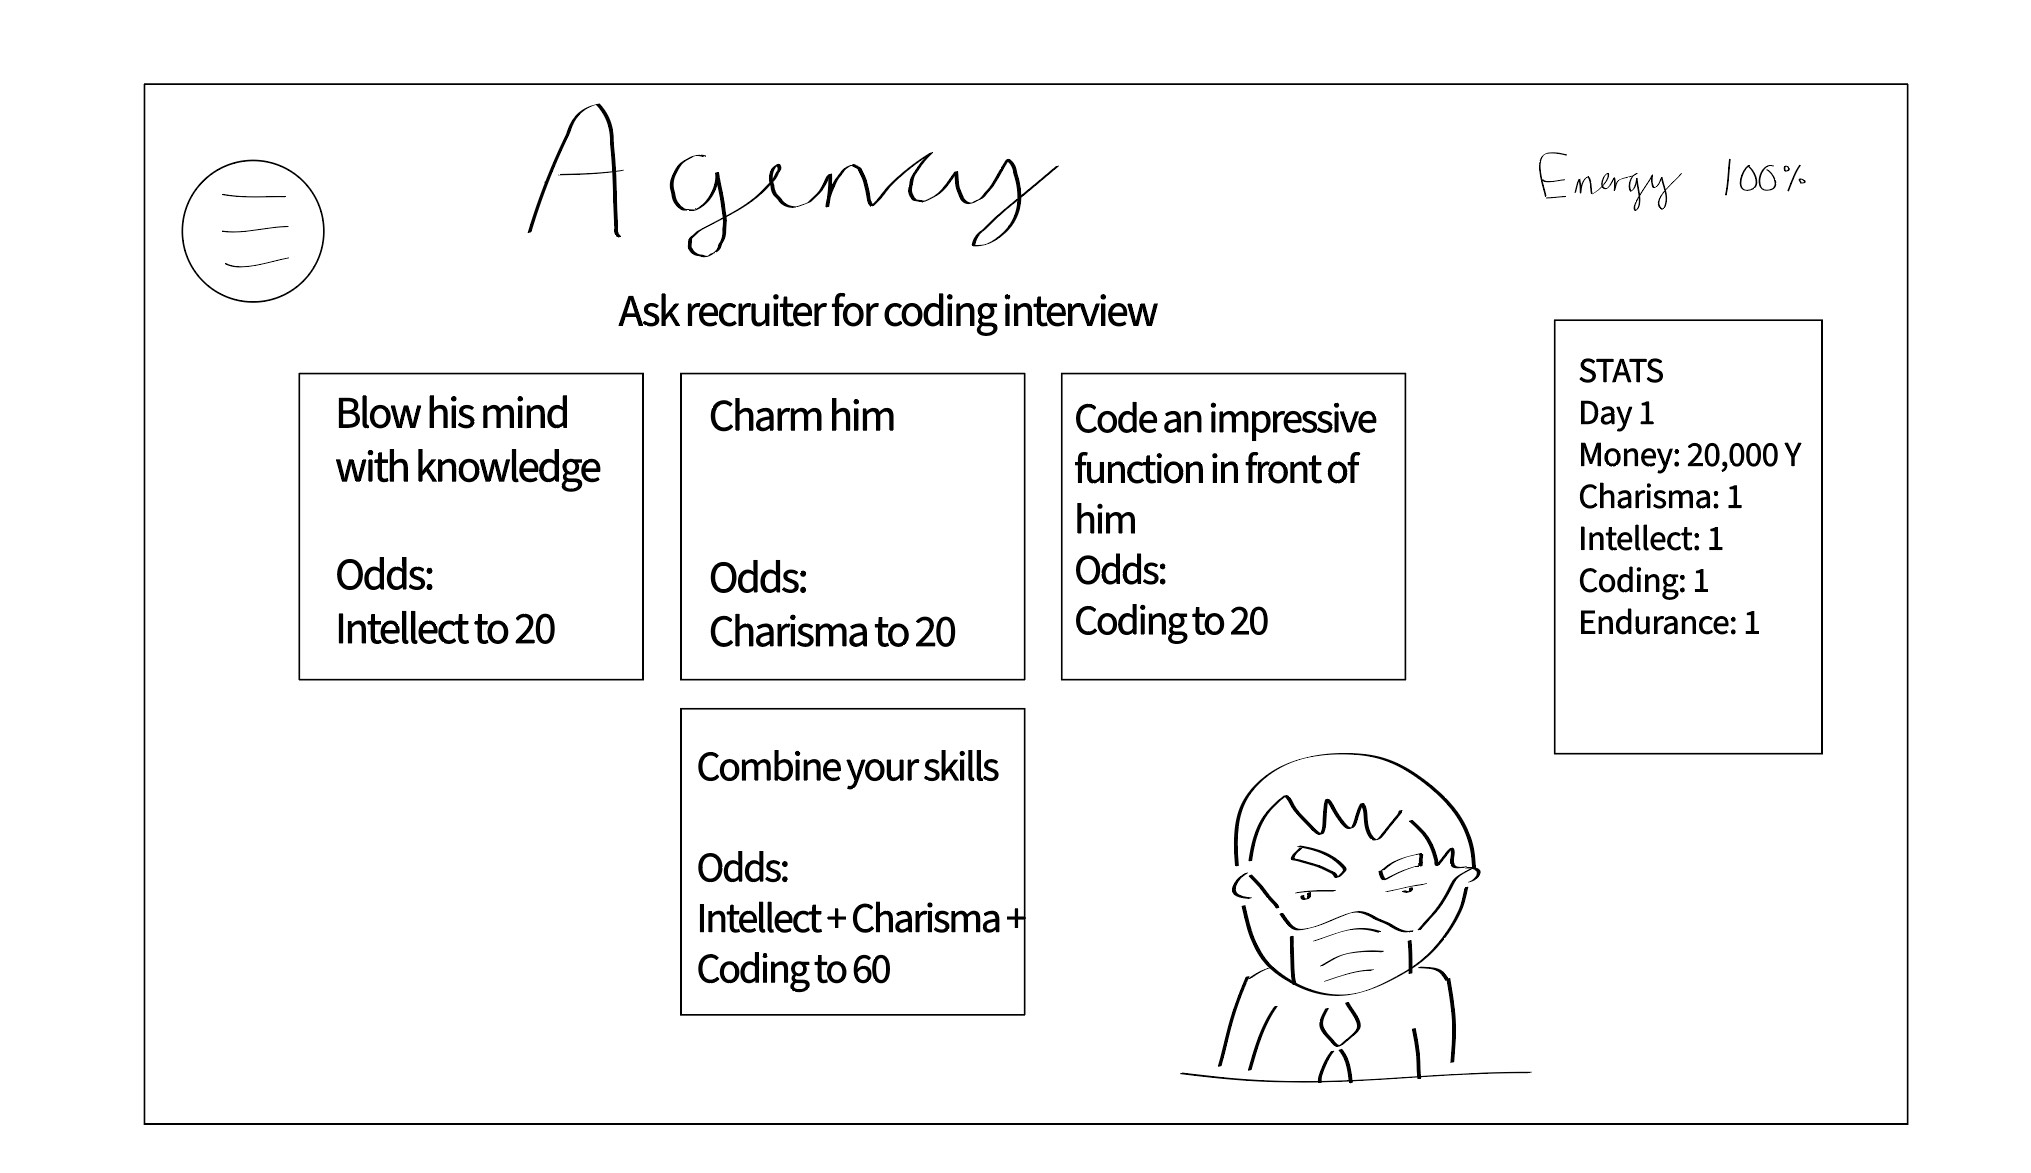 Agency
Energy 100%
Ask recruiter for coding interview
Blow his mind
with knowledge
Odds:
Intellect to 20
Charm him
Odds:
Charisma to 20
Code an impressive
function in front of
him
Odds:
Coding to 20
STATS
Day 1
Money: 20,000 Y
Charisma: 1
Intellect: 1
Coding: 1
Endurance: 1
Combine your skills
Odds:
Intellect + Charisma +
Coding to 60